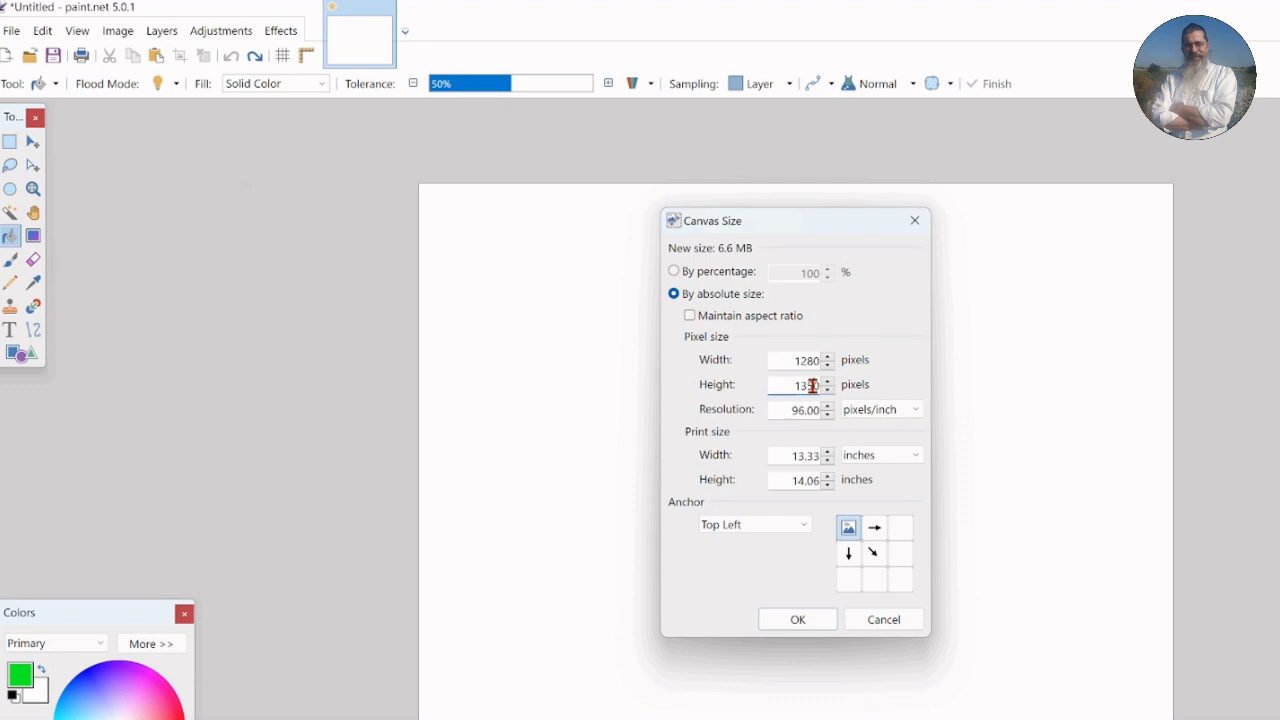 *Untitled - paint.net 5.0.1
File Edit View Image Layers Adjustments Effects
Tool: Flood Mode: Fill: Solid Color Tolerance: 50% Sampling: Layer Normal Finish
To...
Canvas Size
New size: 6.6 MB
By percentage: 100 %
By absolute size:
Maintain aspect ratio
Pixel size
Width: 1280 pixels
Height: 1350 pixels
Resolution: 96.00 pixels/inch
Print size
Width: 13.33 inches
Height: 14.06 inches
Anchor
Top Left
OK Cancel
Colors
Primary More >>